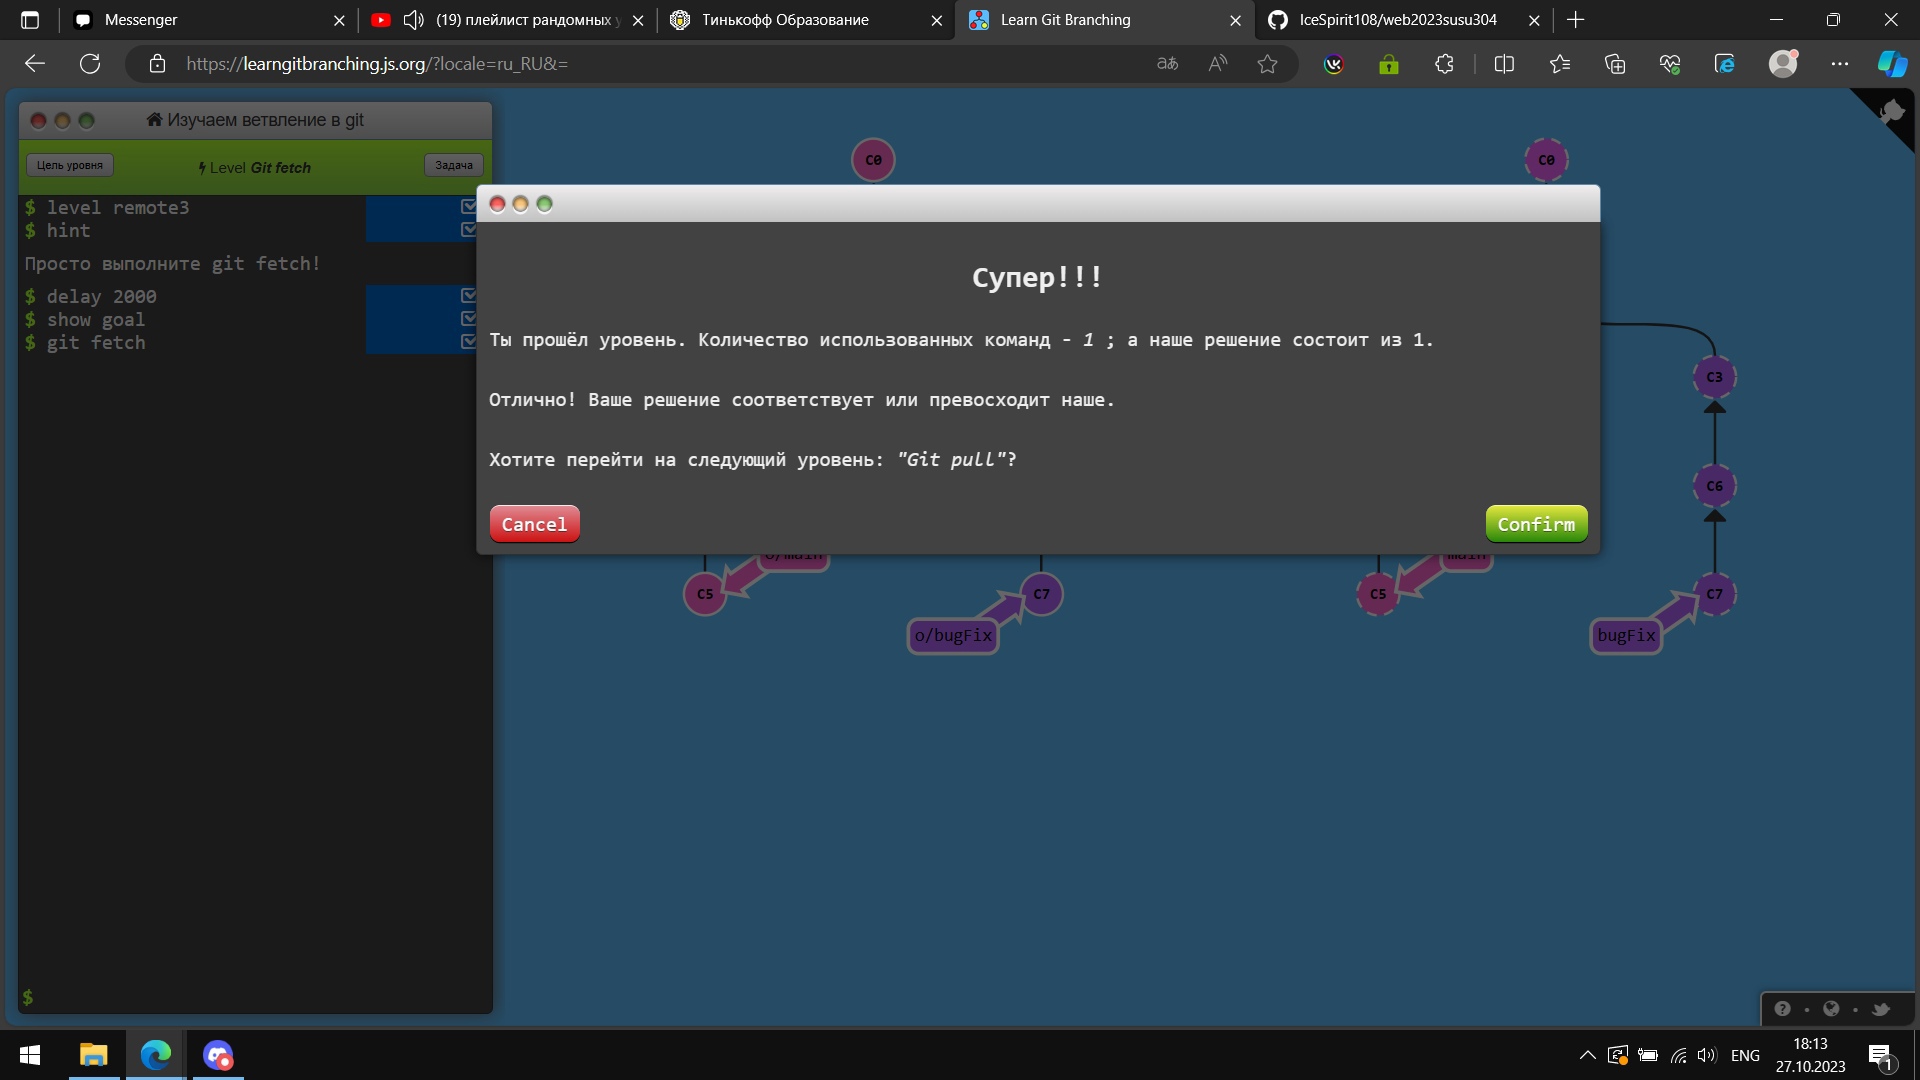 Messenger
(19) плейлист рандомных
Тинькофф Образование
Learn Git Branching
IceSpirit108/web2023susu304
https://learngitbranching.js.org/?locale=ru_RU&=
Изучаем ветвление в git
Цель уровня
Level Git fetch
Задача
$ level remote3
$ hint
Просто выполните git fetch!
$ delay 2000
$ show goal
$ git fetch
$
C0
C0
Супер!!!
Ты прошёл уровень. Количество использованных команд - 1 ; а наше решение состоит из 1.
Отлично! Ваше решение соответствует или превосходит наше.
Хотите перейти на следующий уровень: "Git pull"?
Cancel
Confirm
C3
C6
o/main
main
C5
C7
C5
C7
o/bugFix
bugFix
ENG
18:13
27.10.2023
1